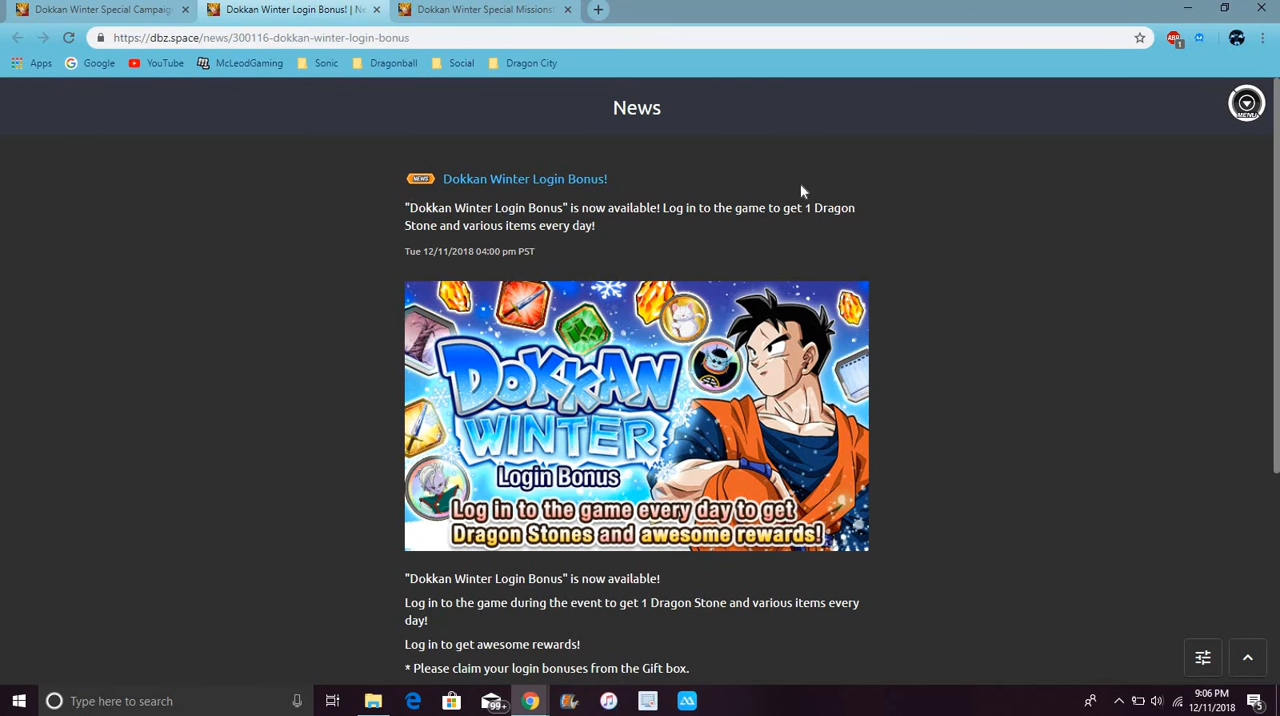 Dokkan Winter Special Campaig
Dokkan Winter Login Bonus! | Ne
Dokkan Winter Special Missions!
https://dbz.space/news/300116-dokkan-winter-login-bonus
ABP
1
Apps
Google
YouTube
McLeodGaming
Sonic
Dragonball
Social
Dragon City
News
MENU
NEWS
Dokkan Winter Login Bonus!
"Dokkan Winter Login Bonus" is now available! Log in to the game to get 1 Dragon
Stone and various items every day!
Tue 12/11/2018 04:00 pm PST
DOKKAN
WINTER
Login Bonus
Log in to the game every day to get
Dragon Stones and awesome rewards!
"Dokkan Winter Login Bonus" is now available!
Log in to the game during the event to get 1 Dragon Stone and various items every
day!
Log in to get awesome rewards!
* Please claim your login bonuses from the Gift box.
Type here to search
99+
9:06 PM
12/11/2018
5